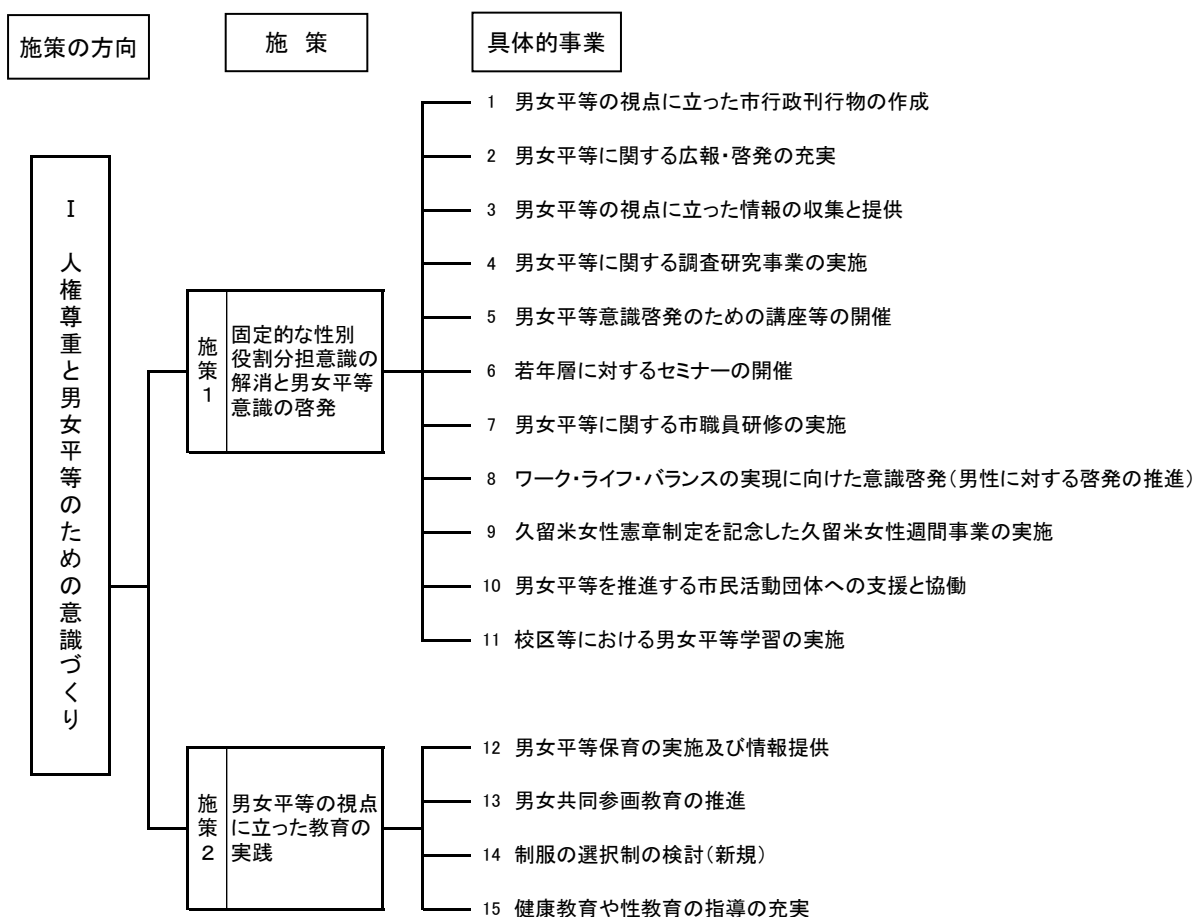 施策の方向
施　策
具体的事業
Ⅰ　人権尊重と男女平等のための意識づくり
施策１
固定的な性別
役割分担意識の
解消と男女平等
意識の啓発
1 男女平等の視点に立った市行政刊行物の作成
2 男女平等に関する広報・啓発の充実
3 男女平等の視点に立った情報の収集と提供
4 男女平等に関する調査研究事業の実施
5 男女平等意識啓発のための講座等の開催
6 若年層に対するセミナーの開催
7 男女平等に関する市職員研修の実施
8 ワーク・ライフ・バランスの実現に向けた意識啓発（男性に対する啓発の推進）
9 久留米女性憲章制定を記念した久留米女性週間事業の実施
10 男女平等を推進する市民活動団体への支援と協働
11 校区等における男女平等学習の実施
施策２
男女平等の視点
に立った教育の
実践
12 男女平等保育の実施及び情報提供
13 男女共同参画教育の推進
14 制服の選択制の検討（新規）
15 健康教育や性教育の指導の充実